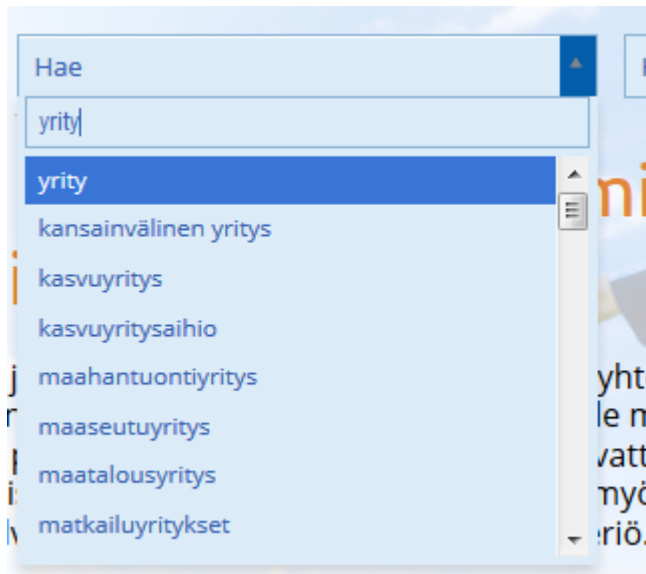 Hae
yrity
yrity
kansainvälinen yritys
kasvuyritys
kasvuyritysaihio
maahantuontiyritys
maaseutuyritys
maatalousyritys
matkailuyritykset